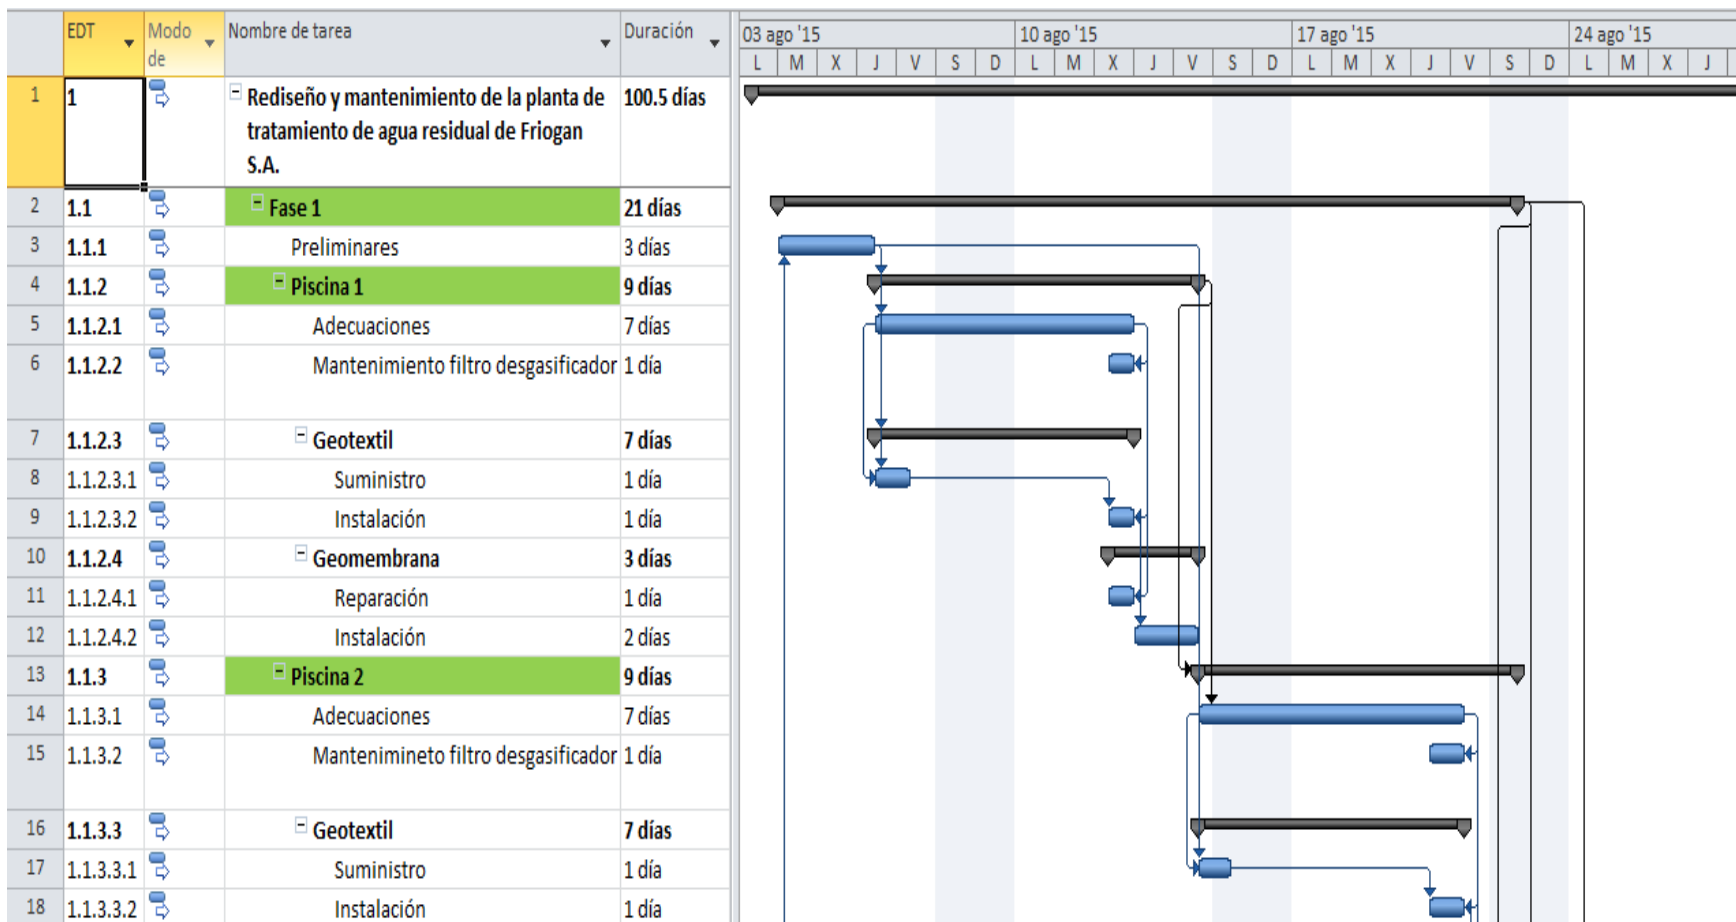 EDT Modo de Nombre de tarea Duración 03 ago '15 10 ago '15 17 ago '15 24 ago '15
L M X J V S D L M X J V S D L M X J V S D L M X J
1 1 Rediseño y mantenimiento de la planta de 100.5 días
tratamiento de agua residual de Friogan
S.A.
2 1.1 Fase 1 21 días
3 1.1.1 Preliminares 3 días
4 1.1.2 Piscina 1 9 días
5 1.1.2.1 Adecuaciones 7 días
6 1.1.2.2 Mantenimiento filtro desgasificador 1 día
7 1.1.2.3 Geotextil 7 días
8 1.1.2.3.1 Suministro 1 día
9 1.1.2.3.2 Instalación 1 día
10 1.1.2.4 Geomembrana 3 días
11 1.1.2.4.1 Reparación 1 día
12 1.1.2.4.2 Instalación 2 días
13 1.1.3 Piscina 2 9 días
14 1.1.3.1 Adecuaciones 7 días
15 1.1.3.2 Mantenimineto filtro desgasificador 1 día
16 1.1.3.3 Geotextil 7 días
17 1.1.3.3.1 Suministro 1 día
18 1.1.3.3.2 Instalación 1 día